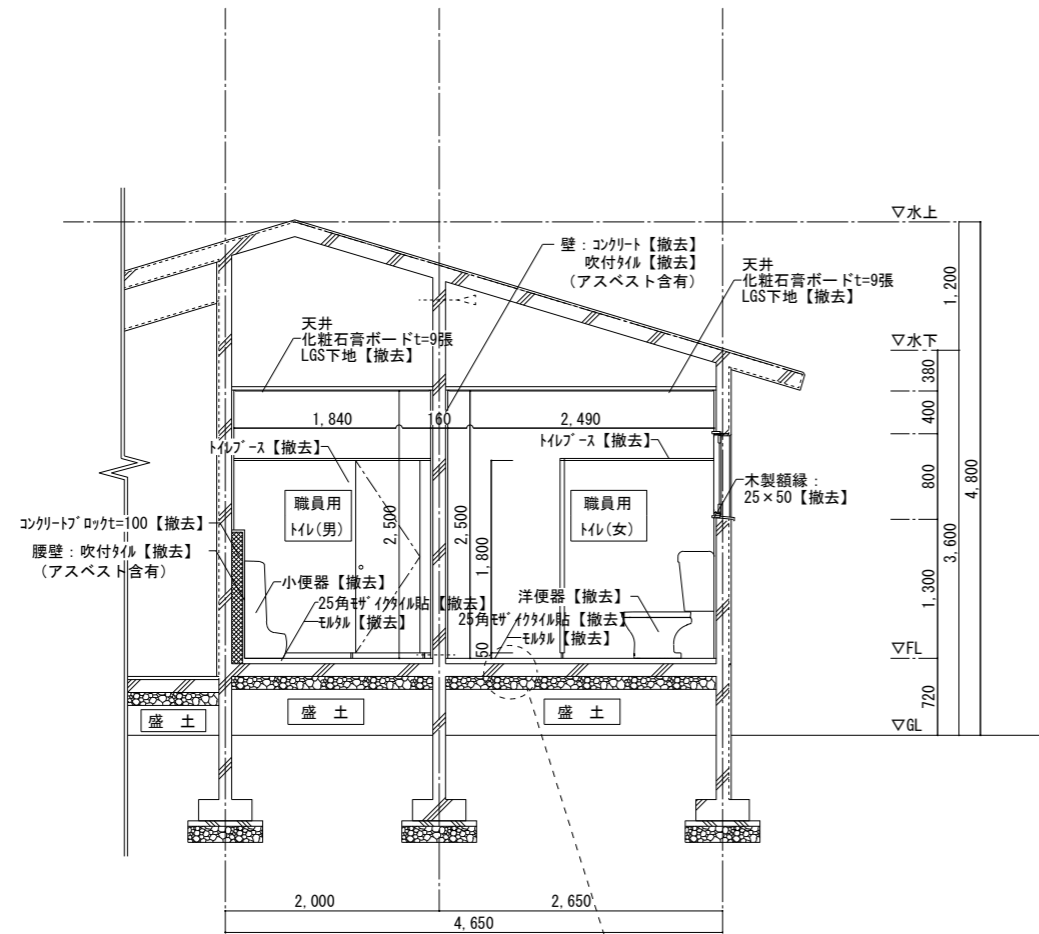 ▽水上
壁：コンクリート【撤去】
吹付タイル【撤去】
（アスベスト含有）
天井
化粧石膏ボードt=9張
LGS下地【撤去】
1,200
天井
化粧石膏ボードt=9張
LGS下地【撤去】
▽水下
380
400
1,840
160
2,490
トイレブース【撤去】
トイレブース【撤去】
800
4,800
木製額縁：
25×50【撤去】
職員用
トイレ(男)
職員用
トイレ(女)
2,500
2,500
1,800
3,600
コンクリートブロックt=100【撤去】
腰壁：吹付タイル【撤去】
（アスベスト含有）
小便器【撤去】
25角モザイクタイル貼【撤去】
モルタル【撤去】
洋便器【撤去】
25角モザイクタイル貼【撤去】
モルタル【撤去】
1,300
50
▽FL
720
盛 土
盛 土
盛 土
▽GL
2,000
2,650
4,650